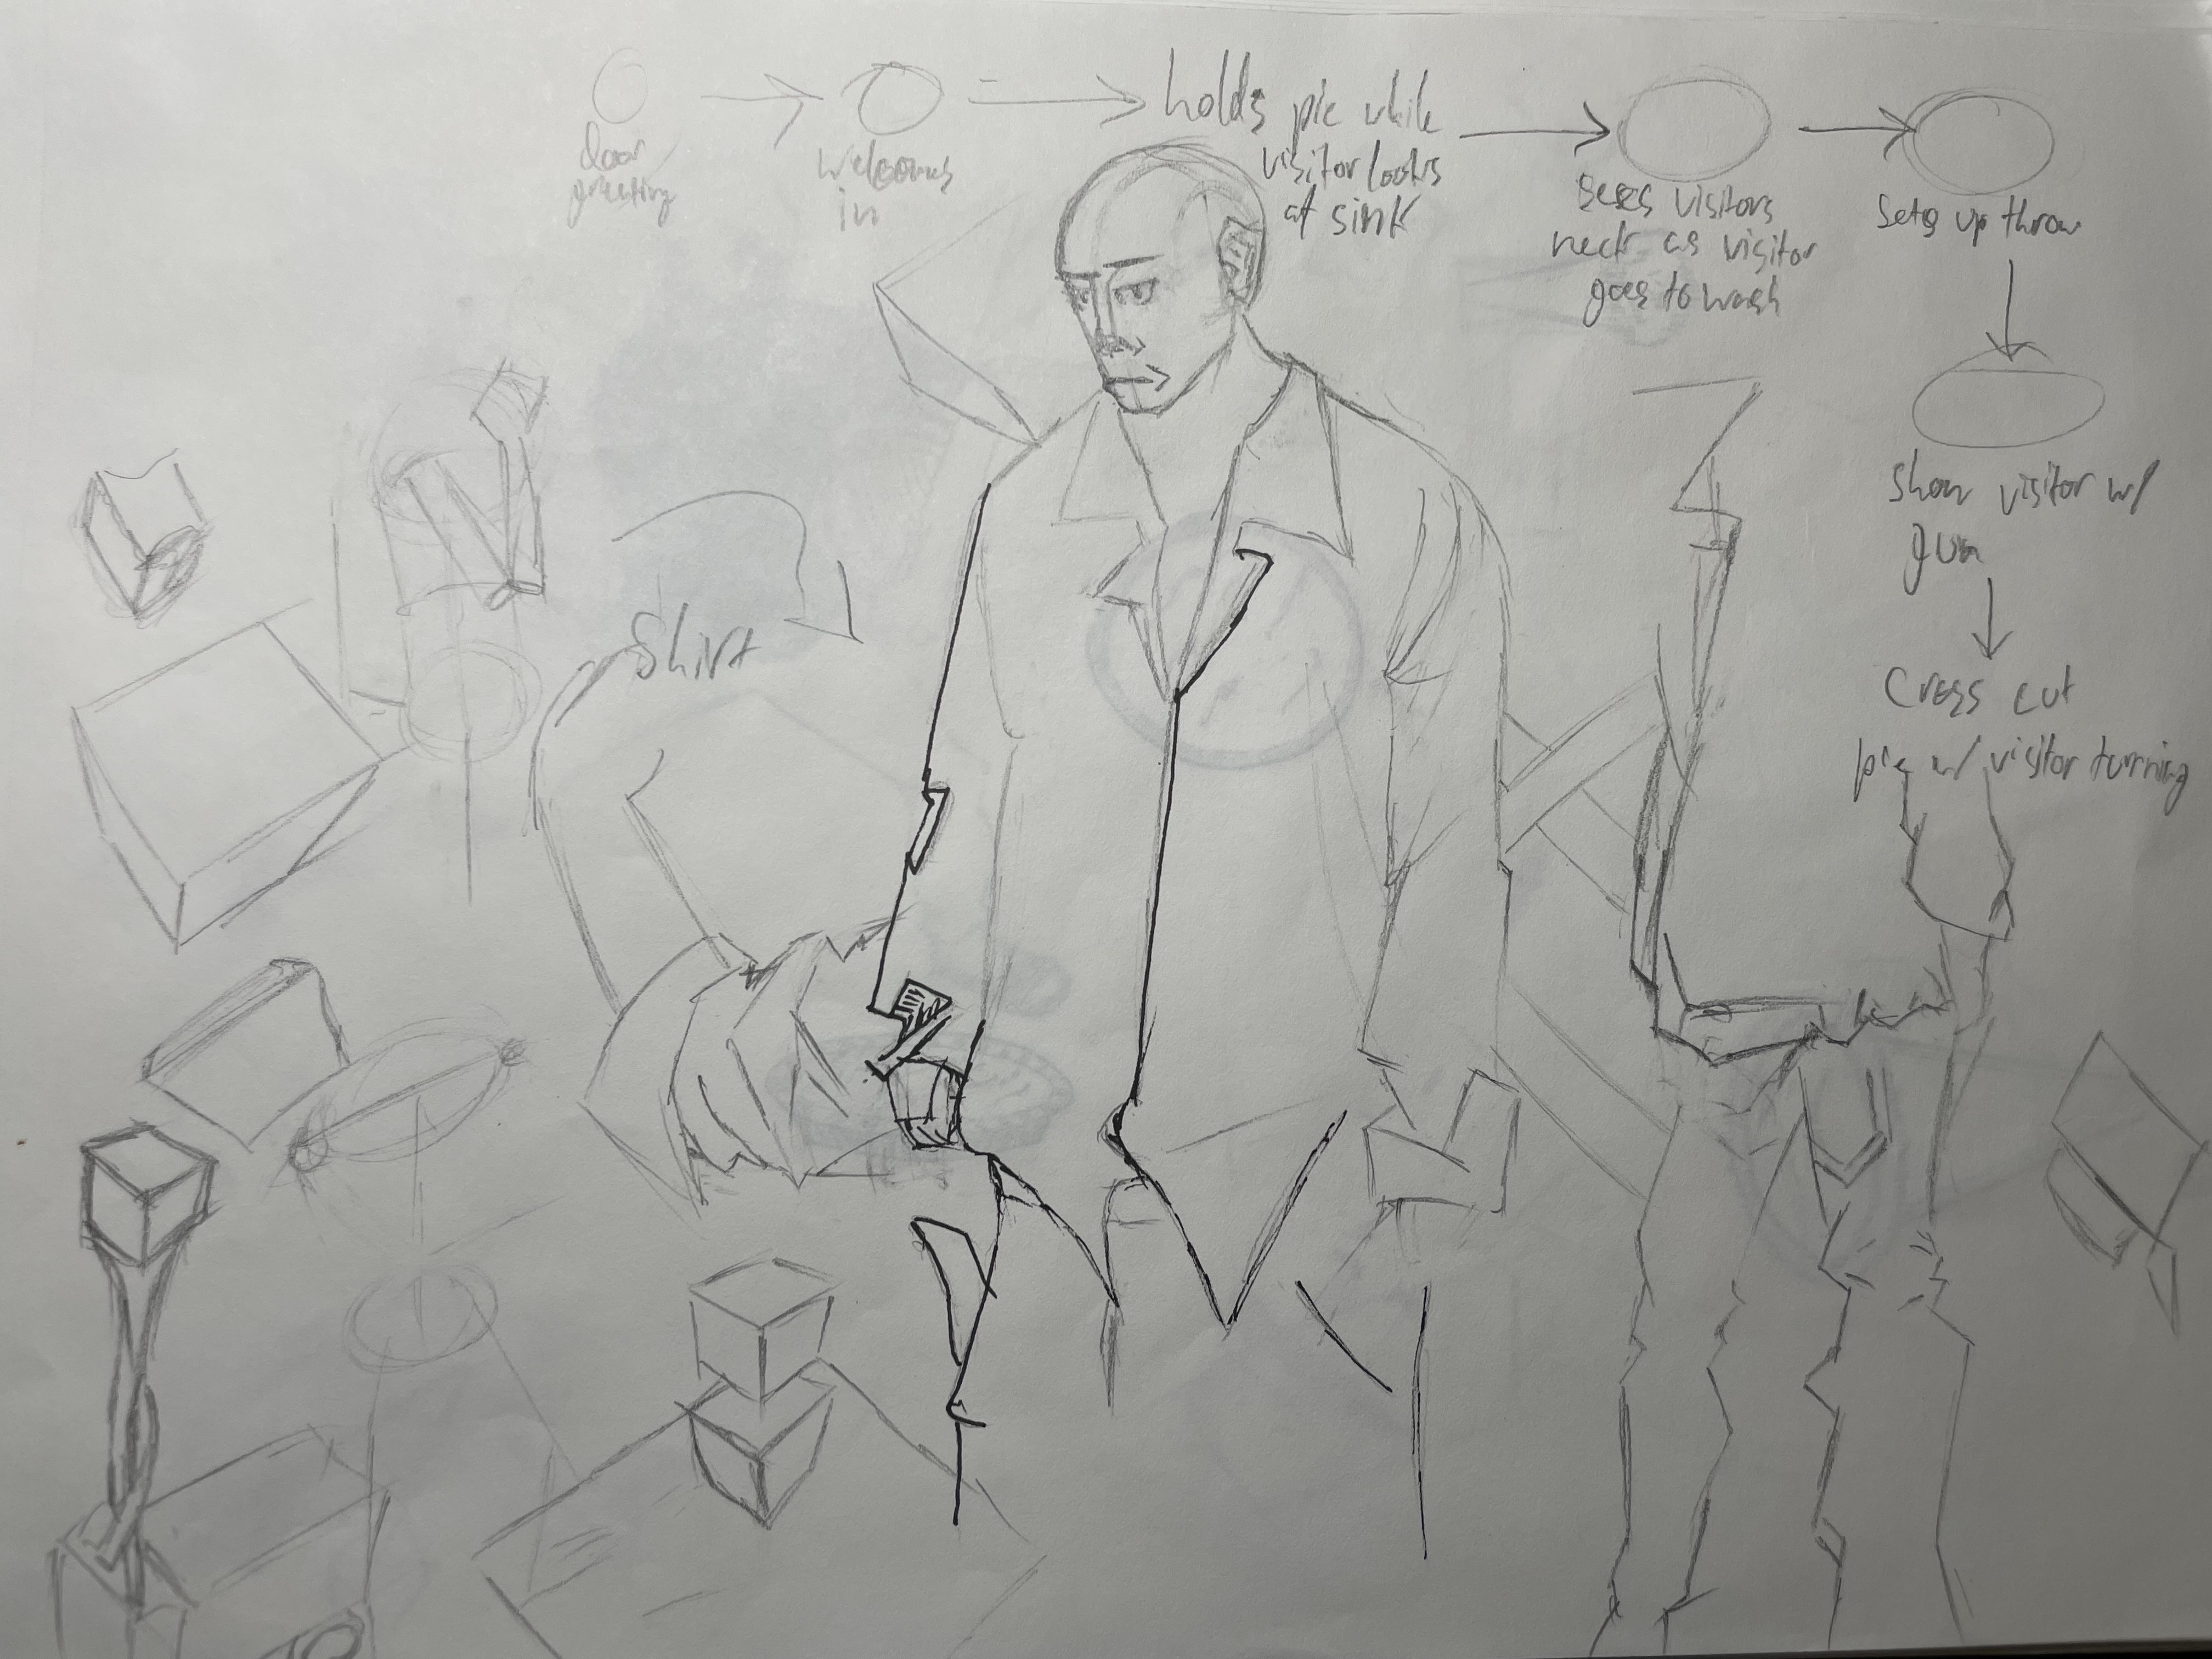 door
greeting
welcomes
in
holds pie while
visitor looks
at sink
sees visitors
neck as visitor
goes to wash
sets up throw
show visitor w/
gun
Cross cut
pie w/ visitor turning
Shirt